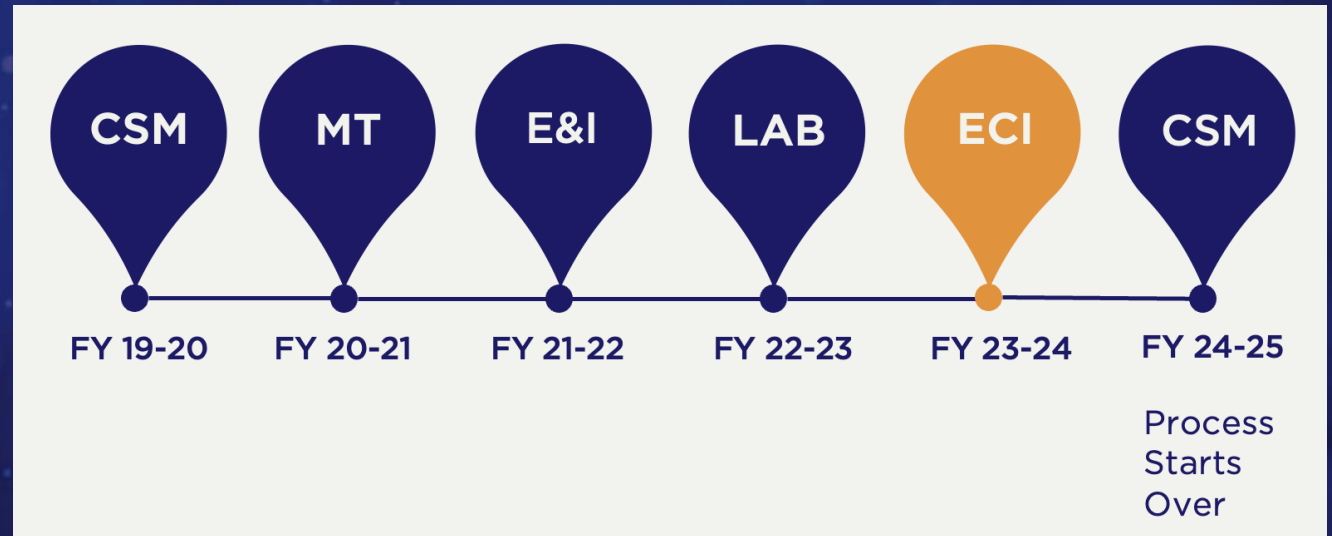 CSM MT E&I LAB ECI CSM
FY 19-20 FY 20-21 FY 21-22 FY 22-23 FY 23-24 FY 24-25
Process
Starts
Over